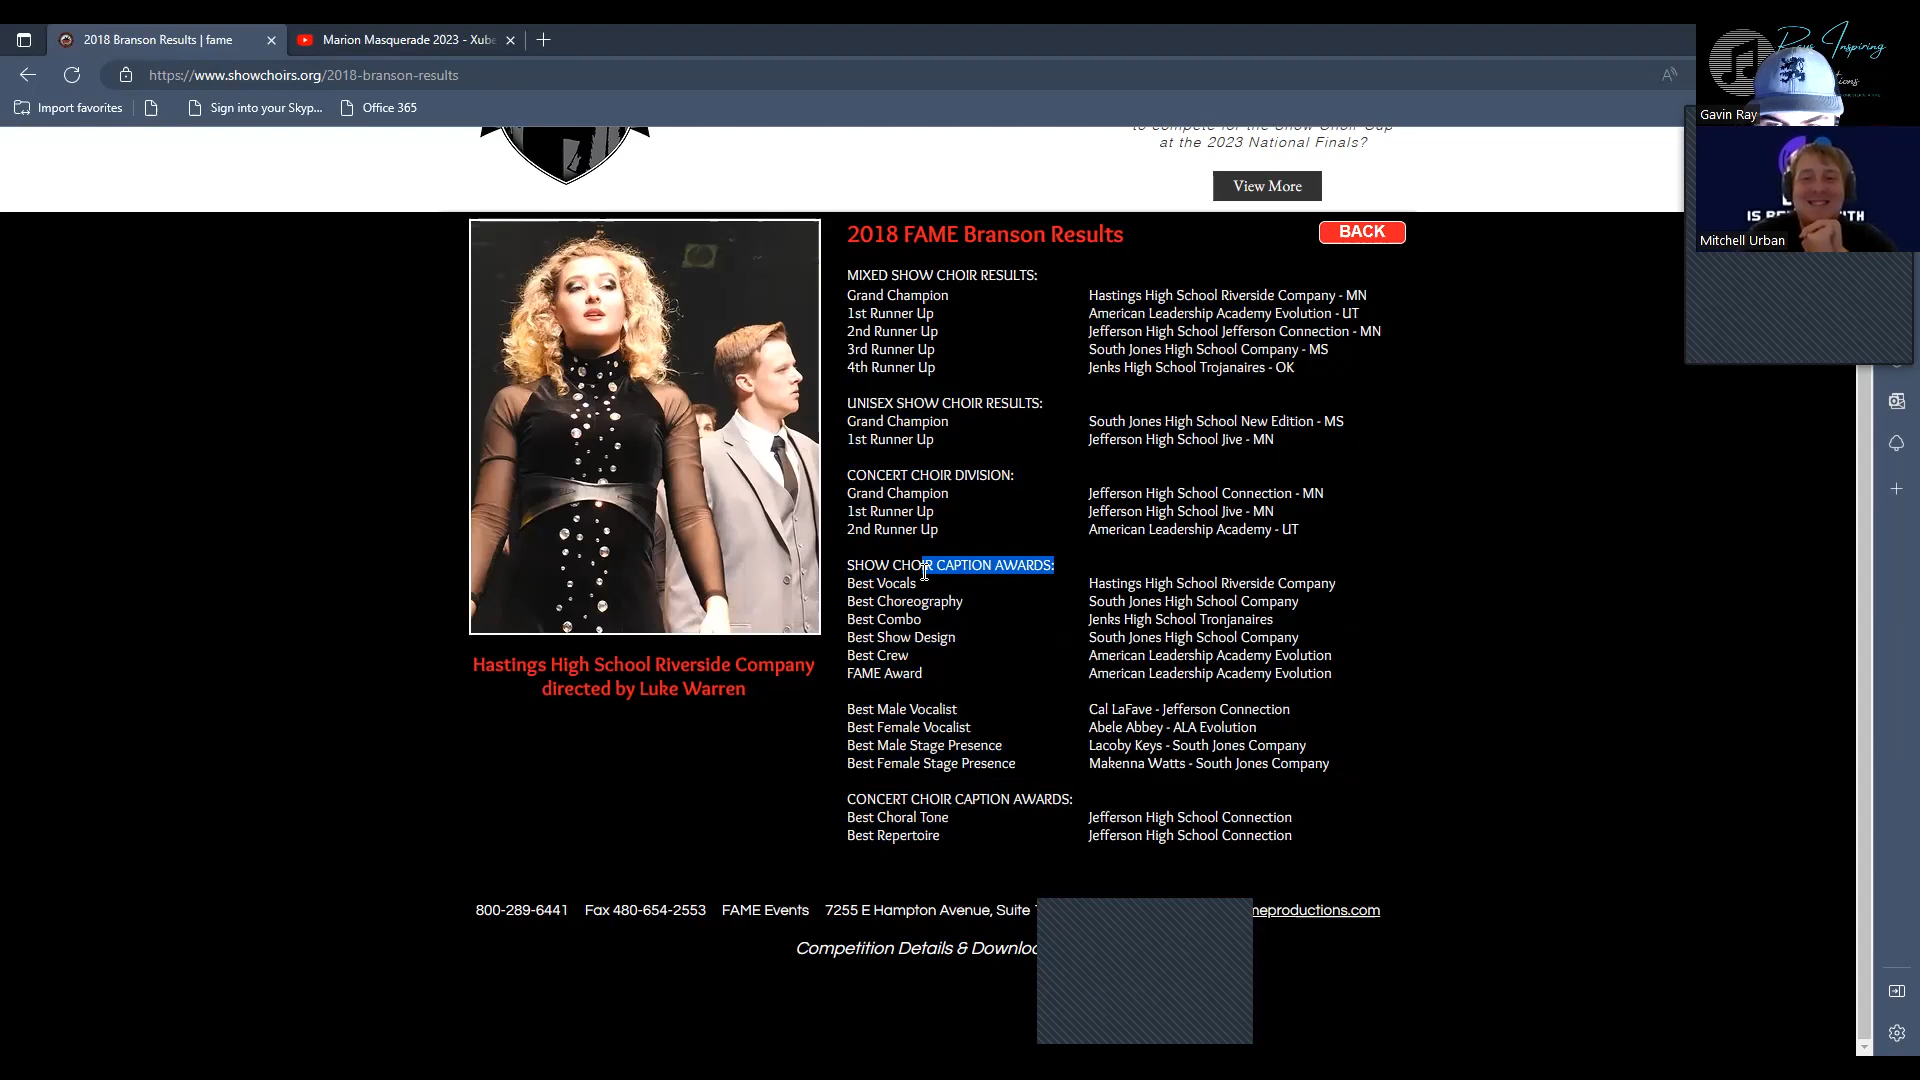 2018 Branson Results | fame
Marion Masquerade 2023 - Xube
https://www.showchoirs.org/2018-branson-results
Import favorites
Sign into your Skyp...
Office 365
Inspiring
Gavin Ray
Mitchell Urban
to compete for the Show Choir Cup
at the 2023 National Finals?
View More
2018 FAME Branson Results
BACK
MIXED SHOW CHOIR RESULTS:
Grand Champion Hastings High School Riverside Company - MN
1st Runner Up American Leadership Academy Evolution - UT
2nd Runner Up Jefferson High School Jefferson Connection - MN
3rd Runner Up South Jones High School Company - MS
4th Runner Up Jenks High School Trojanaires - OK
UNISEX SHOW CHOIR RESULTS:
Grand Champion South Jones High School New Edition - MS
1st Runner Up Jefferson High School Jive - MN
CONCERT CHOIR DIVISION:
Grand Champion Jefferson High School Connection - MN
1st Runner Up Jefferson High School Jive - MN
2nd Runner Up American Leadership Academy - UT
SHOW CHOIR CAPTION AWARDS:
Best Vocals Hastings High School Riverside Company
Best Choreography South Jones High School Company
Best Combo Jenks High School Tronjanaires
Best Show Design South Jones High School Company
Best Crew American Leadership Academy Evolution
FAME Award American Leadership Academy Evolution
Best Male Vocalist Cal LaFave - Jefferson Connection
Best Female Vocalist Abele Abbey - ALA Evolution
Best Male Stage Presence Lacoby Keys - South Jones Company
Best Female Stage Presence Makenna Watts - South Jones Company
CONCERT CHOIR CAPTION AWARDS:
Best Choral Tone Jefferson High School Connection
Best Repertoire Jefferson High School Connection
Hastings High School Riverside Company
directed by Luke Warren
800-289-6441 Fax 480-654-2553 FAME Events 7255 E Hampton Avenue, Suite meproductions.com
Competition Details & Downloa